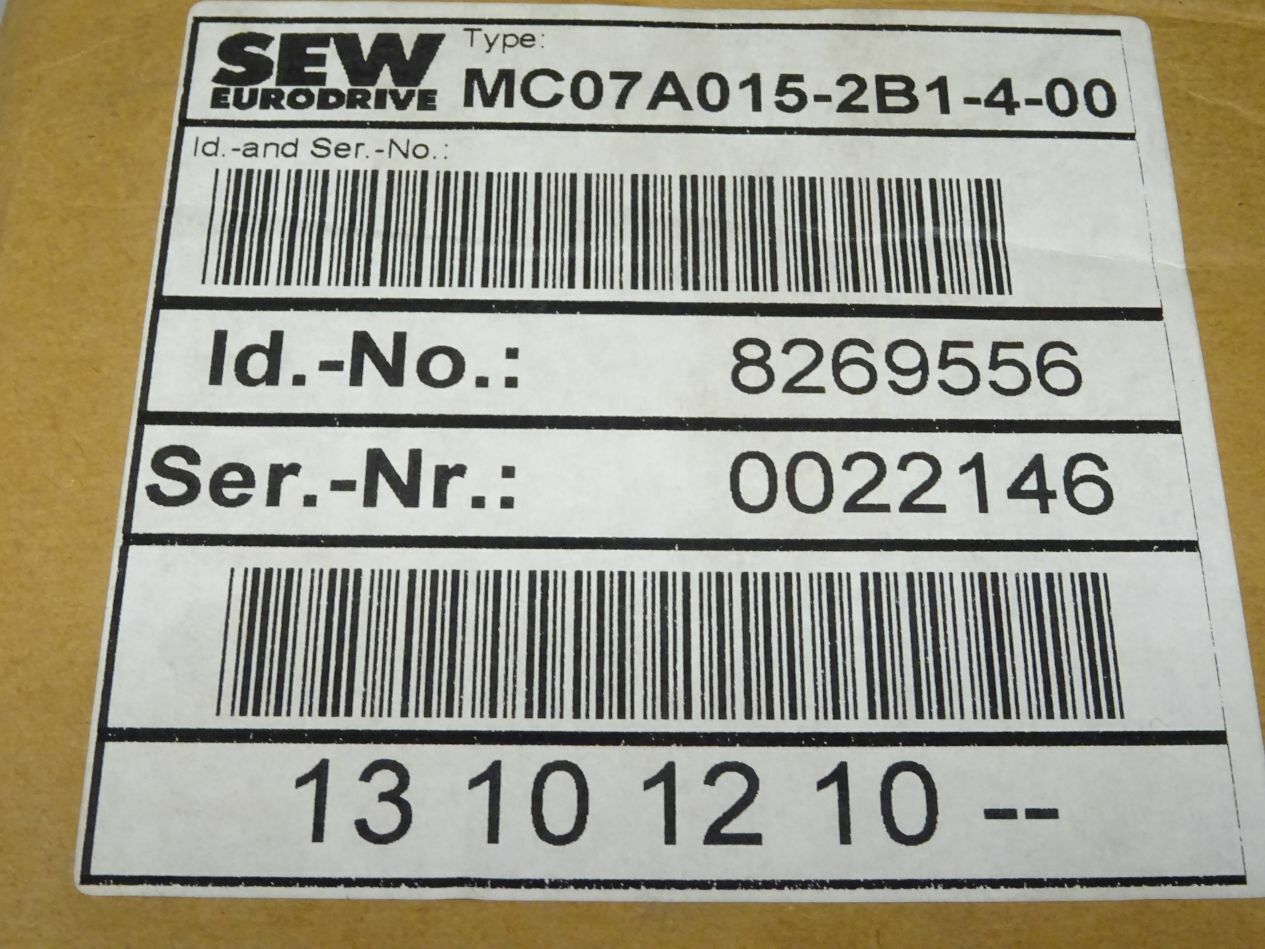 SEW
EURODRIVE
Type:
MC07A015-2B1-4-00
Id.-and Ser.-No.:
Id.-No.: 8269556
Ser.-Nr.: 0022146
13 10 12 10 --